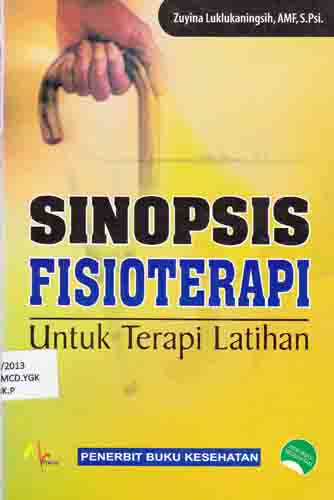 Zuyina Luklukaningsih, AMF, S.Psi.
SINOPSIS
FISIOTERAPI
Untuk Terapi Latihan
/2013
MCD.YGK
K.P
PENERBIT BUKU KESEHATAN